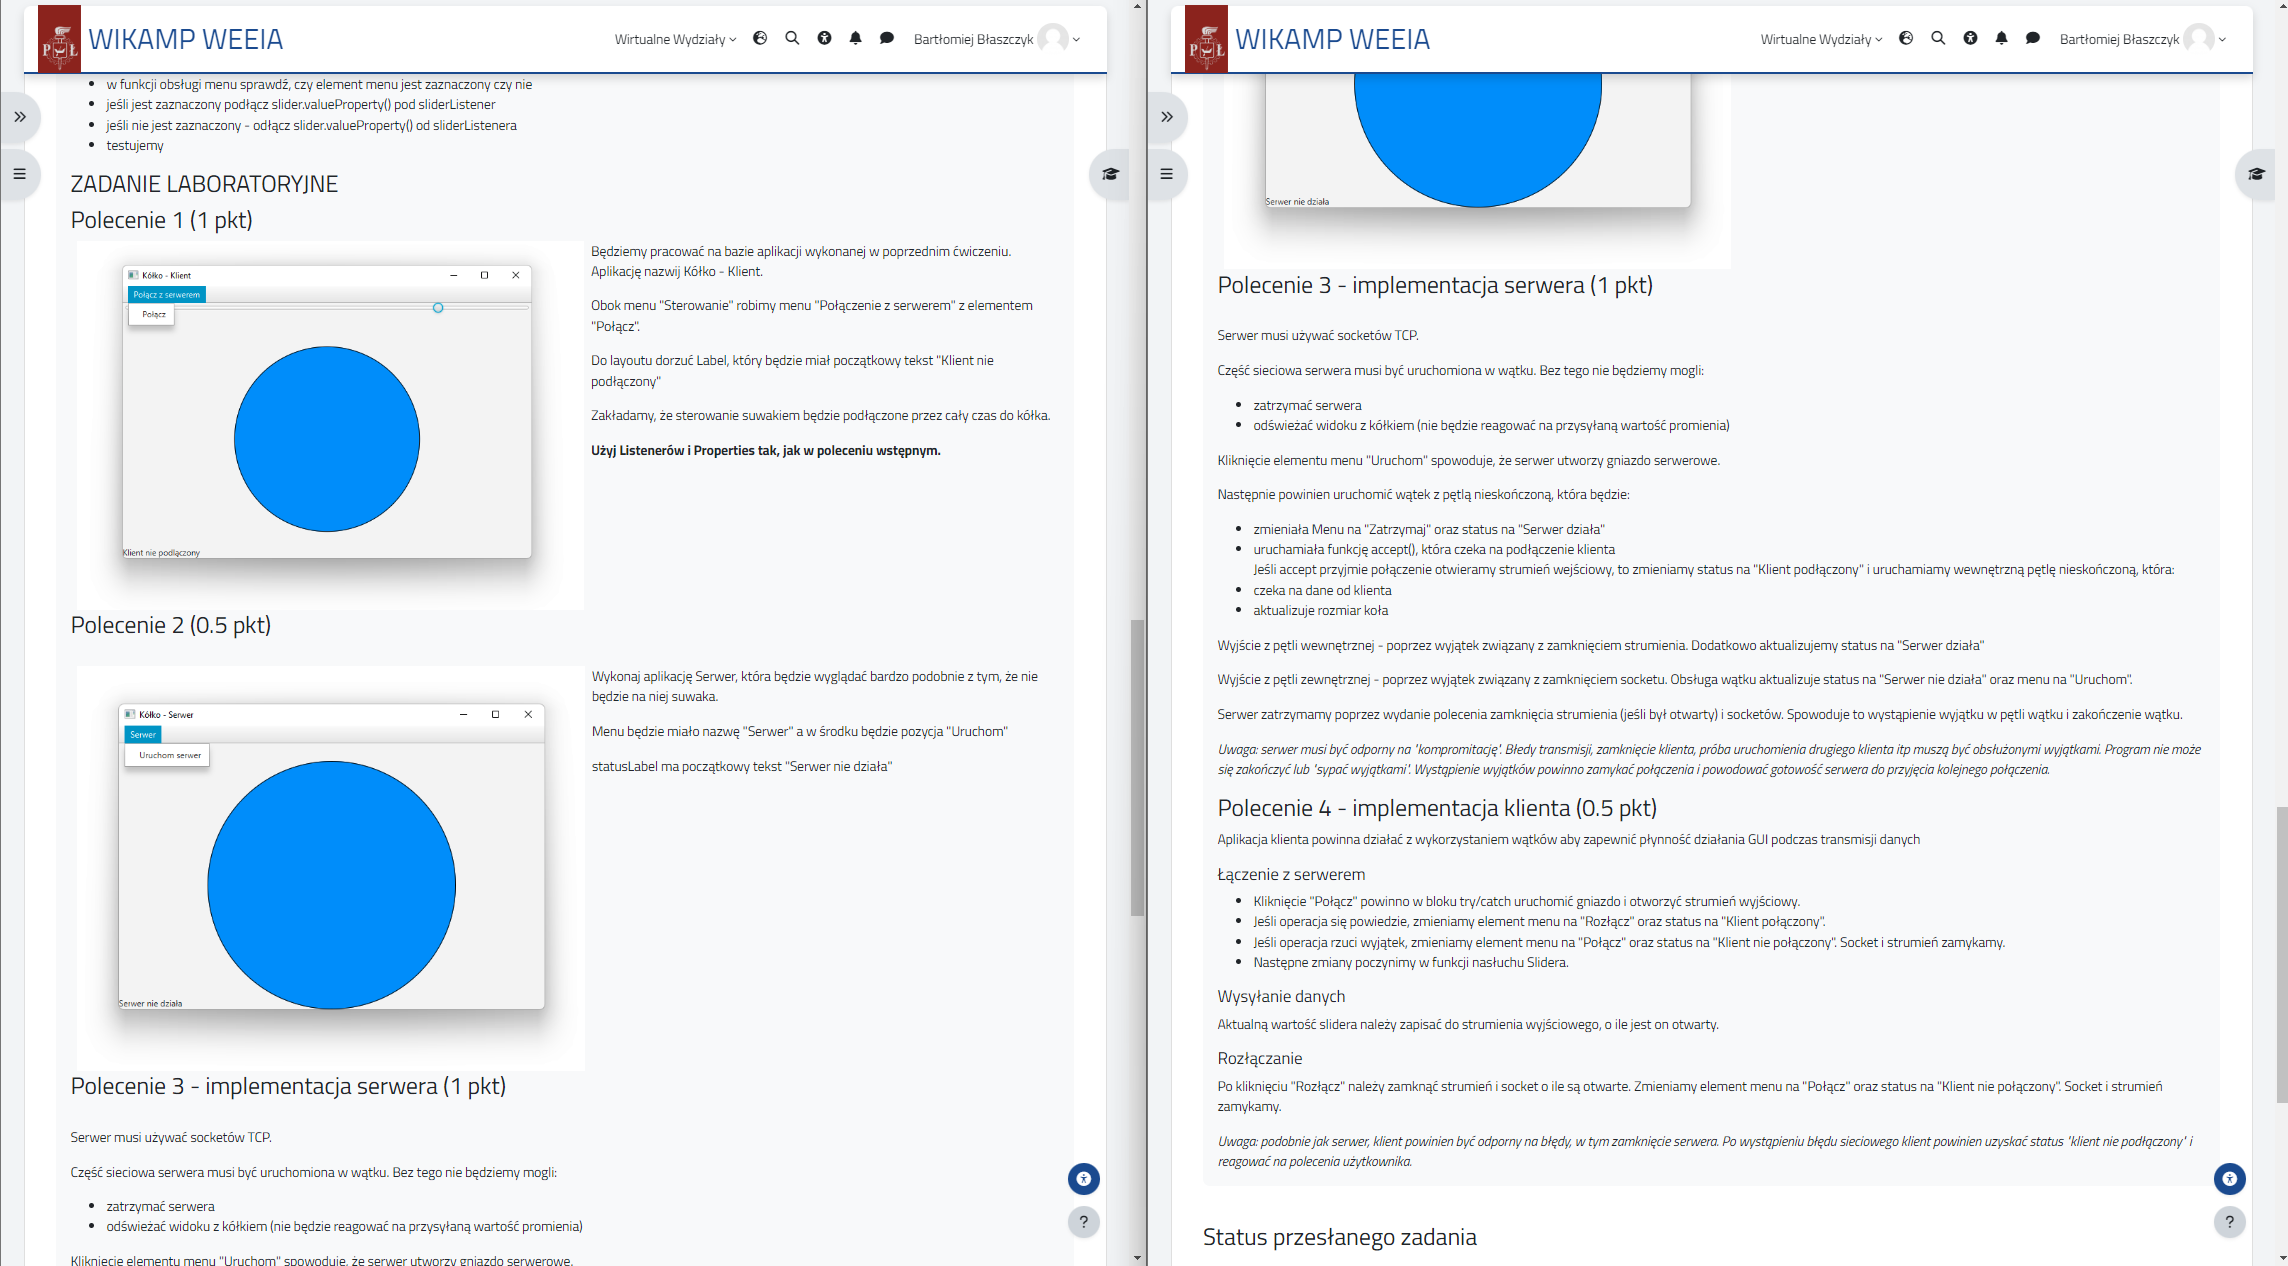 WIKAMP WEEIA
Wirtualne Wydziały
Bartłomiej Błaszczyk
w funkcji obsługi menu sprawdź, czy element menu jest zaznaczony czy nie
jeśli jest zaznaczony podłącz slider.valueProperty() pod sliderListener
jeśli nie jest zaznaczony - odłącz slider.valueProperty() od sliderListenera
testujemy
ZADANIE LABORATORYJNE
Polecenie 1 (1 pkt)
Kółko - Klient
Połącz z serwerem
Połącz
Klient nie podłączony
Będziemy pracować na bazie aplikacji wykonanej w poprzednim ćwiczeniu.
Aplikację nazwij Kółko - Klient.
Obok menu "Sterowanie" robimy menu "Połączenie z serwerem" z elementem
"Połącz".
Do layoutu dorzuć Label, który będzie miał początkowy tekst "Klient nie
podłączony"
Zakładamy, że sterowanie suwakiem będzie podłączone przez cały czas do kółka.
Użyj Listenerów i Properties tak, jak w poleceniu wstępnym.
Polecenie 2 (0.5 pkt)
Kółko - Serwer
Serwer
Uruchom serwer
Serwer nie działa
Wykonaj aplikację Serwer, która będzie wyglądać bardzo podobnie z tym, że nie
będzie na niej suwaka.
Menu będzie miało nazwę "Serwer" a w środku będzie pozycja "Uruchom"
statusLabel ma początkowy tekst "Serwer nie działa"
Polecenie 3 - implementacja serwera (1 pkt)
Serwer musi używać socketów TCP.
Część sieciowa serwera musi być uruchomiona w wątku. Bez tego nie będziemy mogli:
zatrzymać serwera
odświeżać widoku z kółkiem (nie będzie reagować na przysyłaną wartość promienia)
Kliknięcie elementu menu "Uruchom" spowoduje, że serwer utworzy gniazdo serwerowe.
WIKAMP WEEIA
Wirtualne Wydziały
Bartłomiej Błaszczyk
Serwer nie działa
Polecenie 3 - implementacja serwera (1 pkt)
Serwer musi używać socketów TCP.
Część sieciowa serwera musi być uruchomiona w wątku. Bez tego nie będziemy mogli:
zatrzymać serwera
odświeżać widoku z kółkiem (nie będzie reagować na przysyłaną wartość promienia)
Kliknięcie elementu menu "Uruchom" spowoduje, że serwer utworzy gniazdo serwerowe.
Następnie powinien uruchomić wątek z pętlą nieskończoną, która będzie:
zmieniała Menu na "Zatrzymaj" oraz status na "Serwer działa"
uruchamiała funkcję accept(), która czeka na podłączenie klienta
Jeśli accept przyjmie połączenie otwieramy strumień wejściowy, to zmieniamy status na "Klient podłączony" i uruchamiamy wewnętrzną pętlę nieskończoną, która:
czeka na dane od klienta
aktualizuje rozmiar koła
Wyjście z pętli wewnętrznej - poprzez wyjątek związany z zamknięciem strumienia. Dodatkowo aktualizujemy status na "Serwer działa"
Wyjście z pętli zewnętrznej - poprzez wyjątek związany z zamknięciem socketu. Obsługa wątku aktualizuje status na "Serwer nie działa" oraz menu na "Uruchom".
Serwer zatrzymamy poprzez wydanie polecenia zamknięcia strumienia (jeśli był otwarty) i socketów. Spowoduje to wystąpienie wyjątku w pętli wątku i zakończenie wątku.
Uwaga: serwer musi być odporny na "kompromitację". Błedy transmisji, zamknięcie klienta, próba uruchomienia drugiego klienta itp muszą być obsłużonymi wyjątkami. Program nie może
się zakończyć lub "sypać wyjątkami". Wystąpienie wyjątków powinno zamykać połączenia i powodować gotowość serwera do przyjęcia kolejnego połączenia.
Polecenie 4 - implementacja klienta (0.5 pkt)
Aplikacja klienta powinna działać z wykorzystaniem wątków aby zapewnić płynność działania GUI podczas transmisji danych
Łączenie z serwerem
Kliknięcie "Połącz" powinno w bloku try/catch uruchomić gniazdo i otworzyć strumień wyjściowy.
Jeśli operacja się powiedzie, zmieniamy element menu na "Rozłącz" oraz status na "Klient połączony".
Jeśli operacja rzuci wyjątek, zmieniamy element menu na "Połącz" oraz status na "Klient nie połączony". Socket i strumień zamykamy.
Następne zmiany poczynimy w funkcji nasłuchu Slidera.
Wysyłanie danych
Aktualną wartość slidera należy zapisać do strumienia wyjściowego, o ile jest on otwarty.
Rozłączanie
Po kliknięciu "Rozłącz" należy zamknąć strumień i socket o ile są otwarte. Zmieniamy element menu na "Połącz" oraz status na "Klient nie połączony". Socket i strumień
zamykamy.
Uwaga: podobnie jak serwer, klient powinien być odporny na błędy, w tym zamknięcie serwera. Po wystąpieniu błędu sieciowego klient powinien uzyskać status "klient nie podłączony" i
reagować na polecenia użytkownika.
Status przesłanego zadania